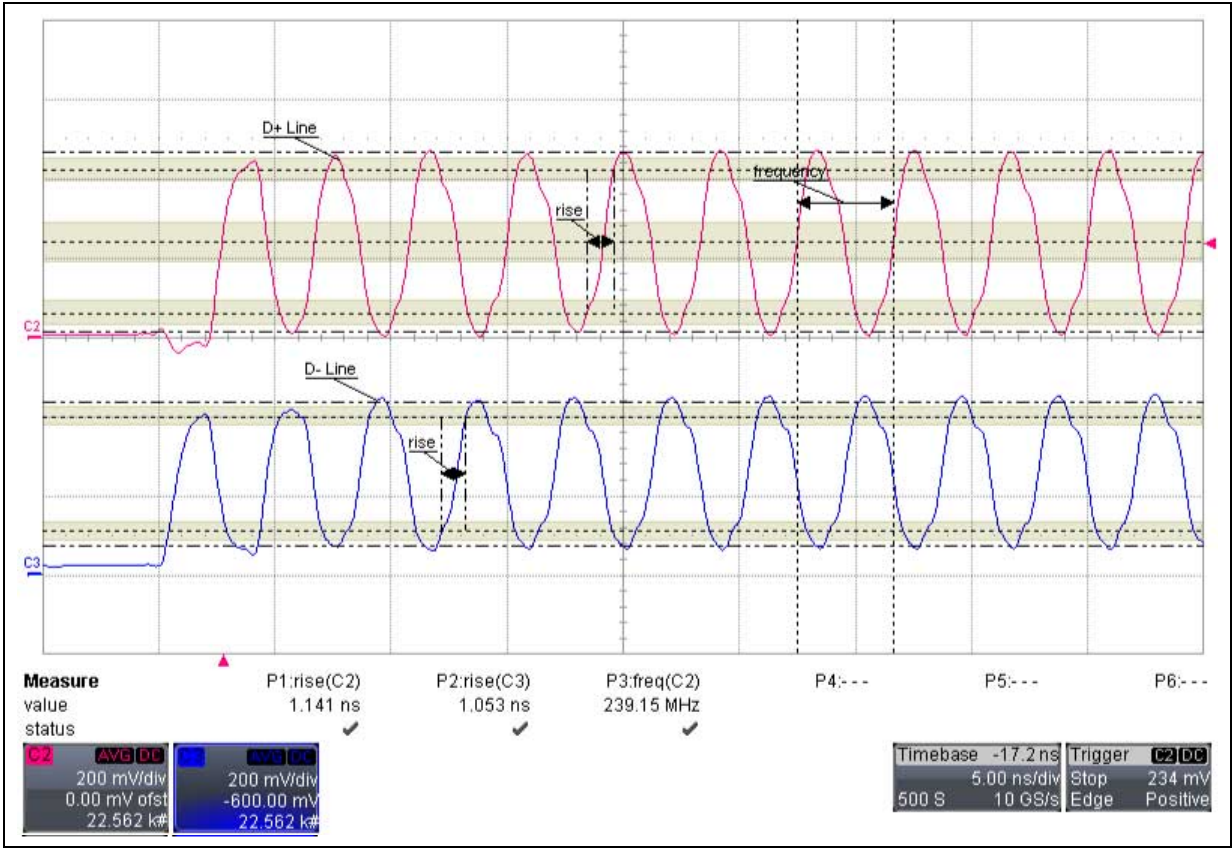 D+ Line
frequency
rise
C2
D- Line
rise
C3
Measure P1:rise(C2) P2:rise(C3) P3:freq(C2) P4:- - - P5:- - - P6:- - -
value 1.141 ns 1.053 ns 239.15 MHz
status
C2 AVG DC
200 mV/div
0.00 mV ofst
22.562 k#
AVG DC
200 mV/div
-600.00 mV
22.562 k#
Timebase -17.2 ns
5.00 ns/div
500 S 10 GS/s
Trigger C2 DC
Stop 234 mV
Edge Positive